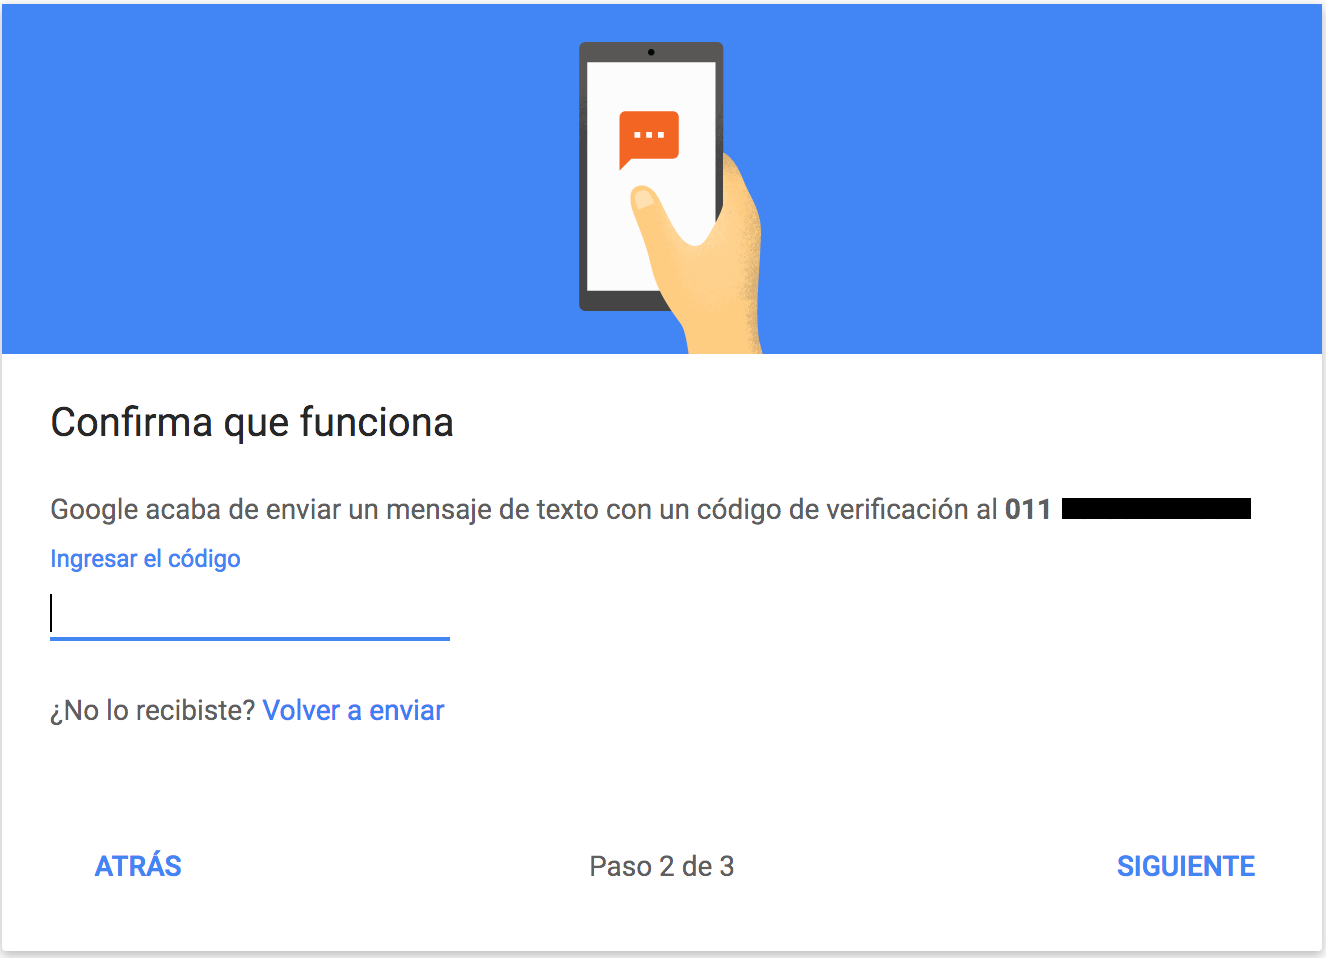 Confirma que funciona
Google acaba de enviar un mensaje de texto con un código de verificación al 011
Ingresar el código
¿No lo recibiste? Volver a enviar
ATRÁS
Paso 2 de 3
SIGUIENTE